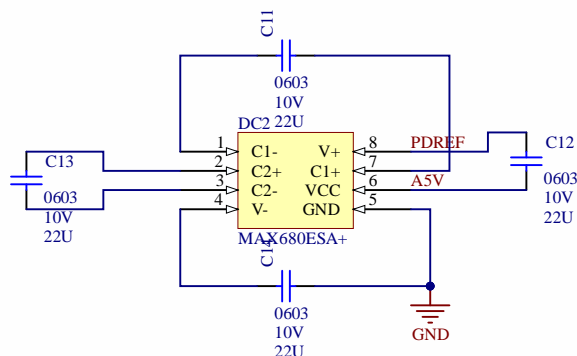 C11
0603
10V
22U
DC2
1 C1- V+ 8 PDREF
2 C2+ C1+ 7
3 C2- VCC 6 A5V
4 V- GND 5
MAX680ESA+
C13
0603
10V
22U
C12
0603
10V
22U
C14
0603
10V
22U
GND